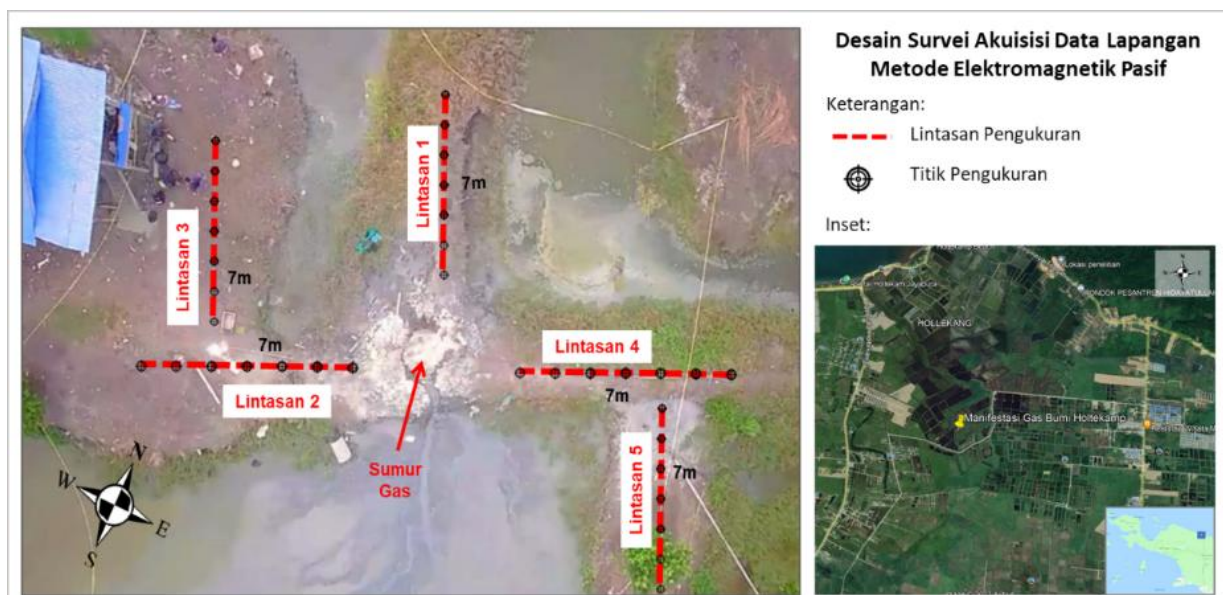 Desain Survei Akuisisi Data Lapangan
Metode Elektromagnetik Pasif
Keterangan:
Lintasan Pengukuran
Titik Pengukuran
Inset:
Lintasan 1
7m
Lintasan 3
7m
7m
Lintasan 2
Lintasan 4
7m
Lintasan 5
7m
Sumur
Gas
N
W
E
S
Lokasi penelitian
HOLLEKANG
Manifestasi Gas Bumi Holtekamp